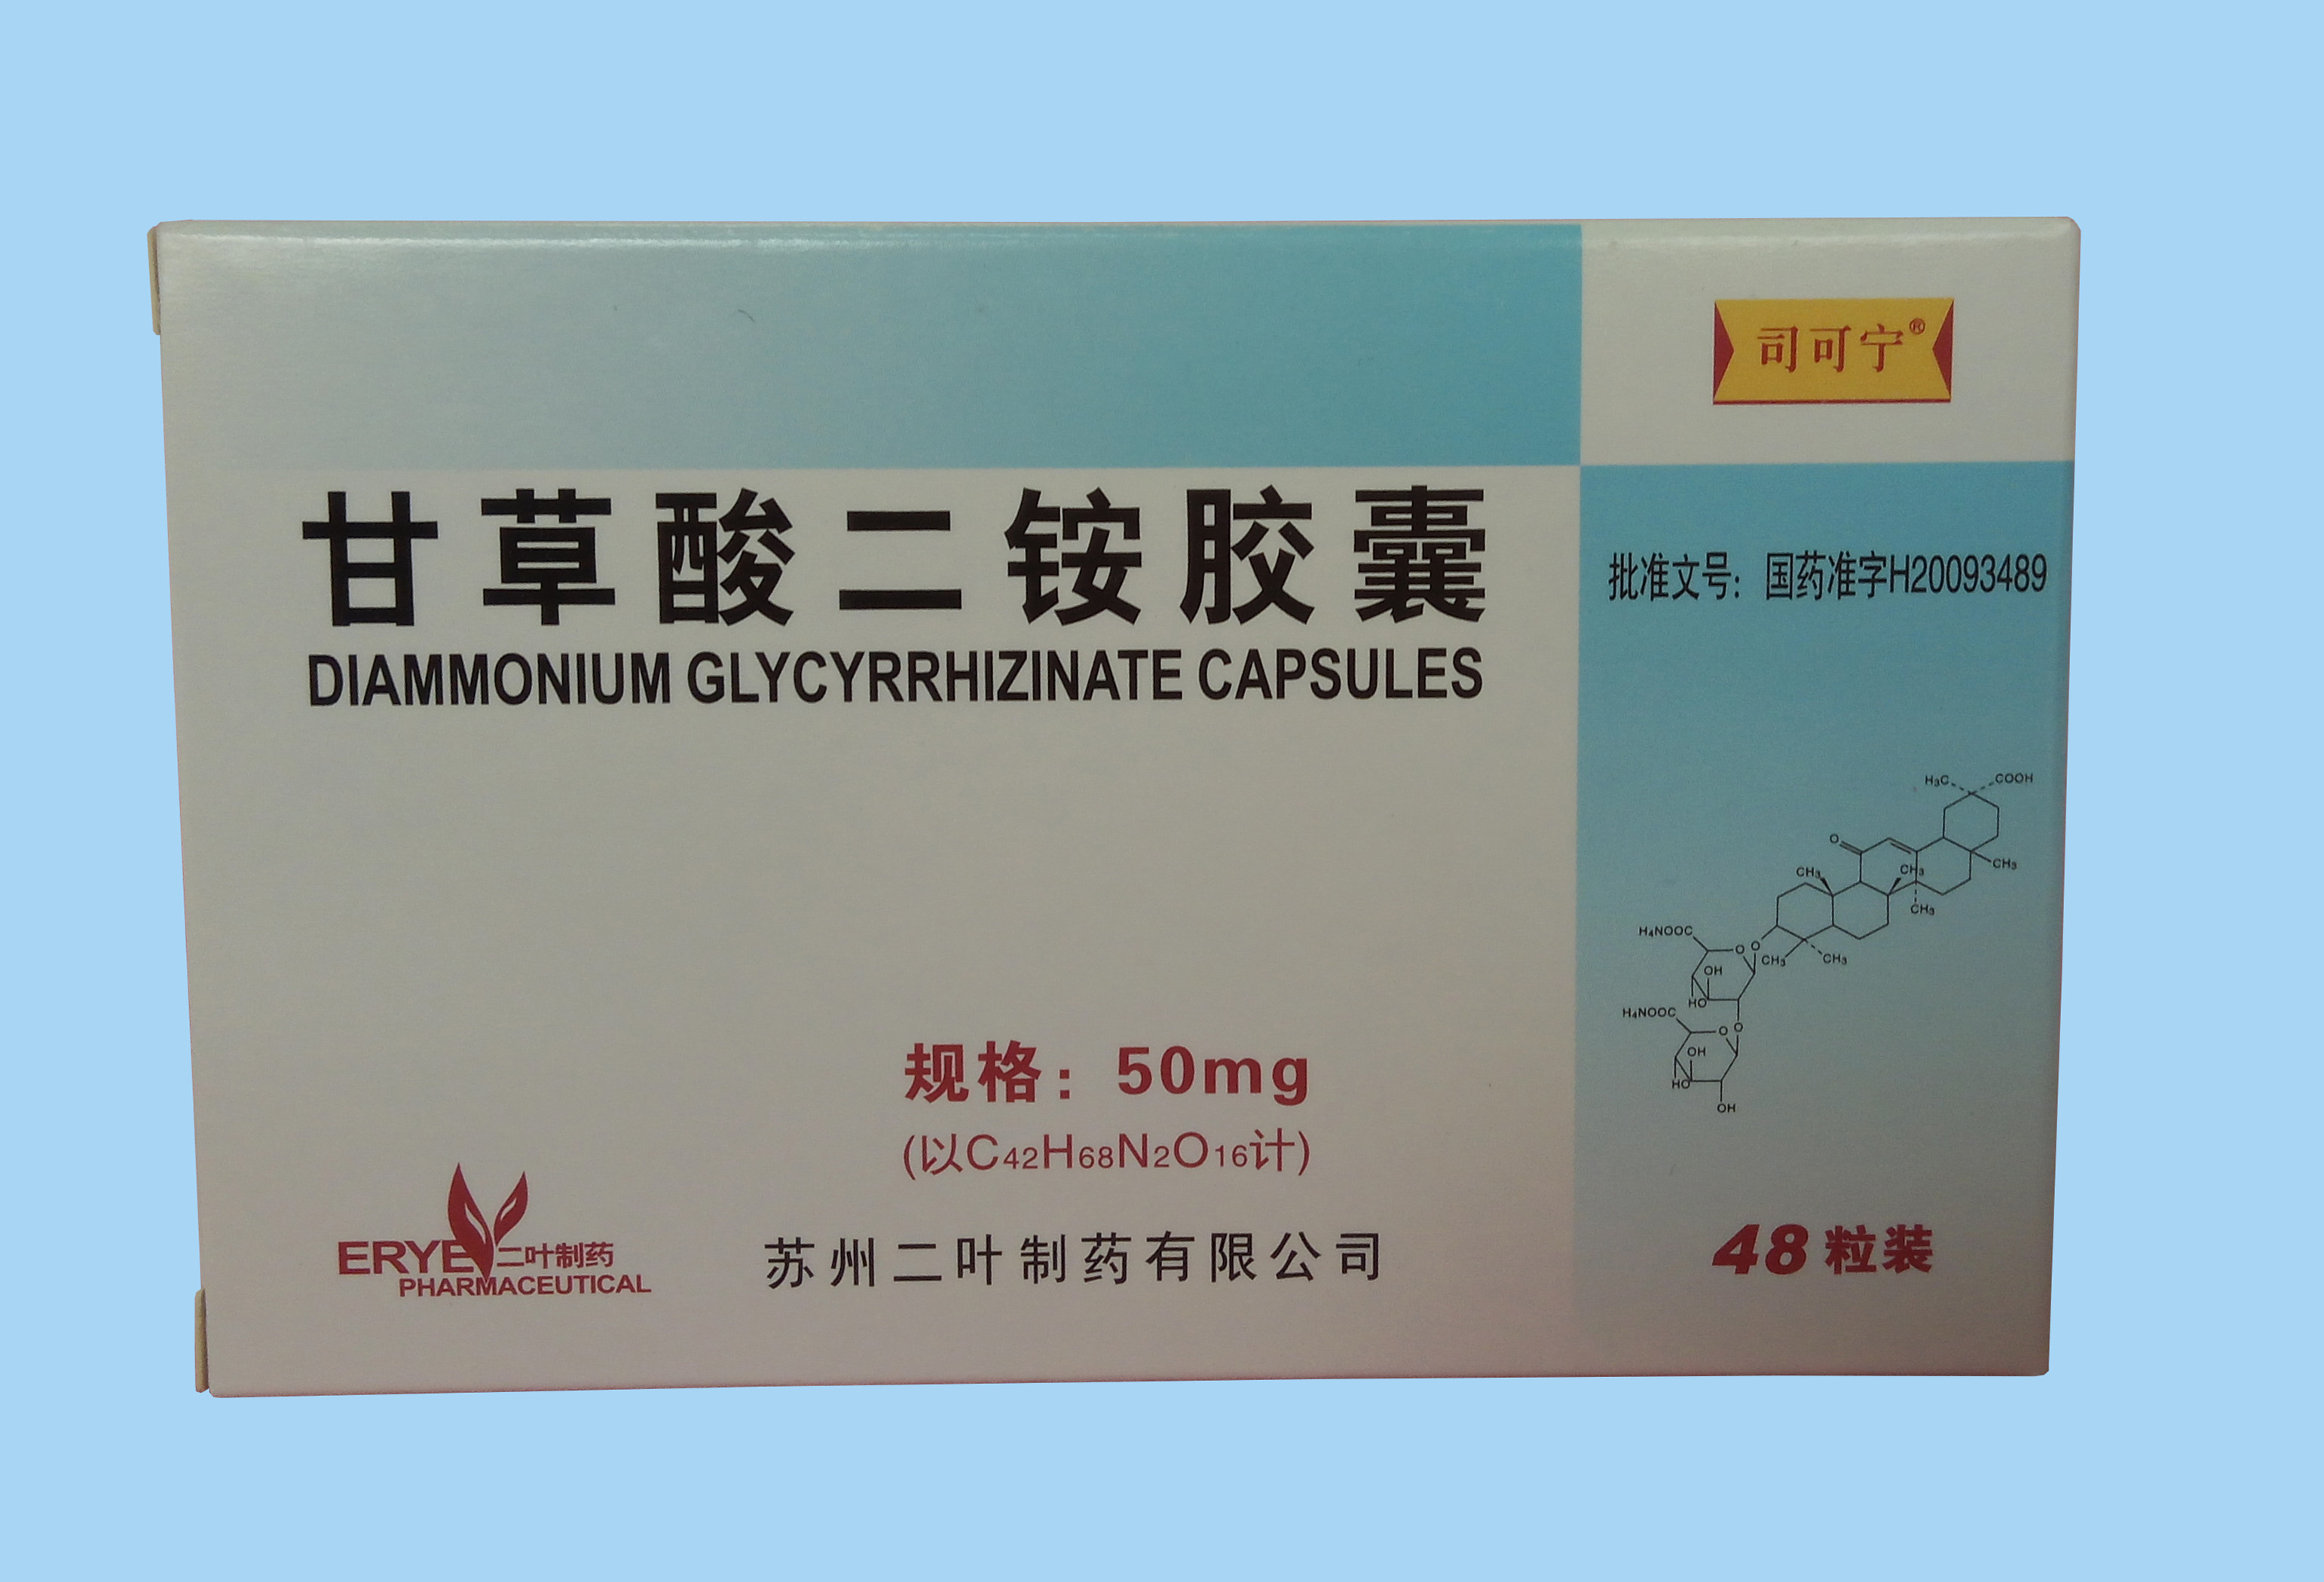 司可宁®
甘草酸二铵胶囊
DIAMMONIUM GLYCYRRHIZINATE CAPSULES
批准文号：国药准字H20093489
H₃C COOH
O
CH₃ CH₃ CH₃
CH₃
H₄NOOC
O O CH₃ CH₃
OH
HO
H₄NOOC
O O
OH
HO
OH
规格：50mg
(以C₄₂H₆₈N₂O₁₆计)
ERYE 二叶制药
PHARMACEUTICAL
苏州二叶制药有限公司
48粒装